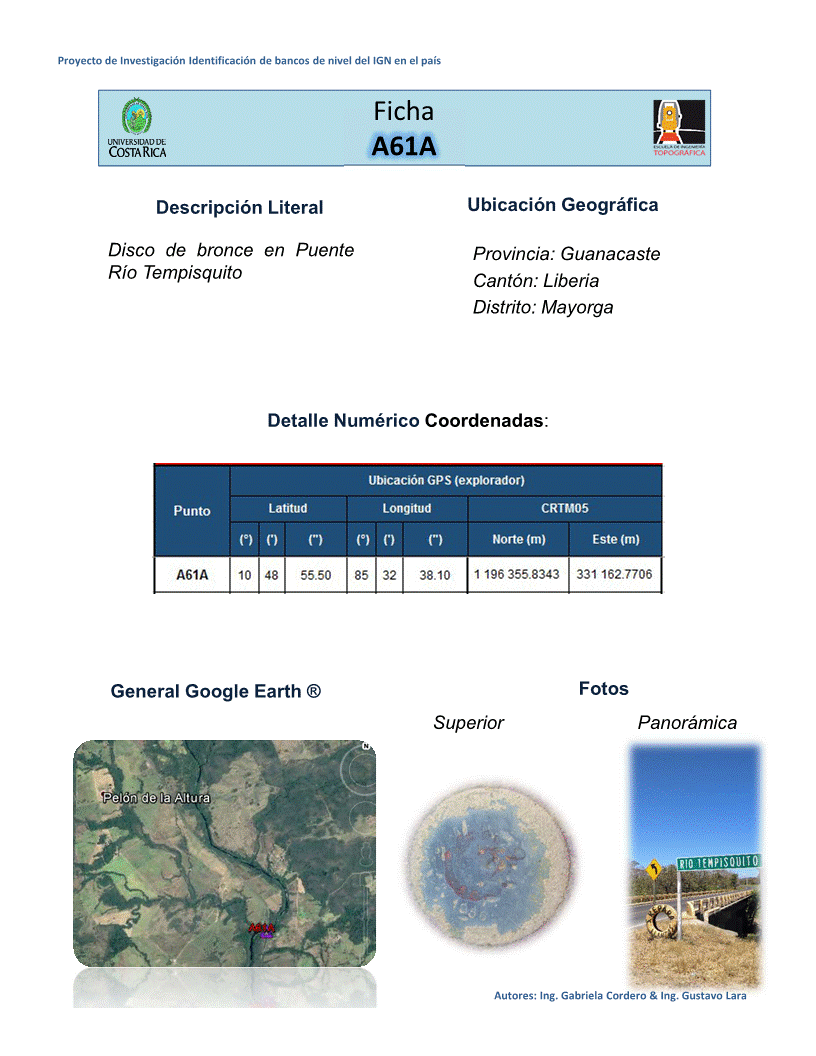 Proyecto de Investigación Identificación de bancos de nivel del IGN en el país
Ficha
A61A
UNIVERSIDAD DE
COSTA RICA
ESCUELA DE INGENIERÍA
TOPOGRÁFICA
Descripción Literal
Disco de bronce en Puente
Río Tempisquito
Ubicación Geográfica
Provincia: Guanacaste
Cantón: Liberia
Distrito: Mayorga
Detalle Numérico Coordenadas:
Punto
Ubicación GPS (explorador)
Latitud Longitud CRTM05
(°) (') (") (°) (') (") Norte (m) Este (m)
A61A 10 48 55.50 85 32 38.10 1 196 355.8343 331 162.7706
General Google Earth ®
Fotos
Superior Panorámica
N
Pelón de la Altura
A61A
RIO TEMPISQUITO
Autores: Ing. Gabriela Cordero & Ing. Gustavo Lara